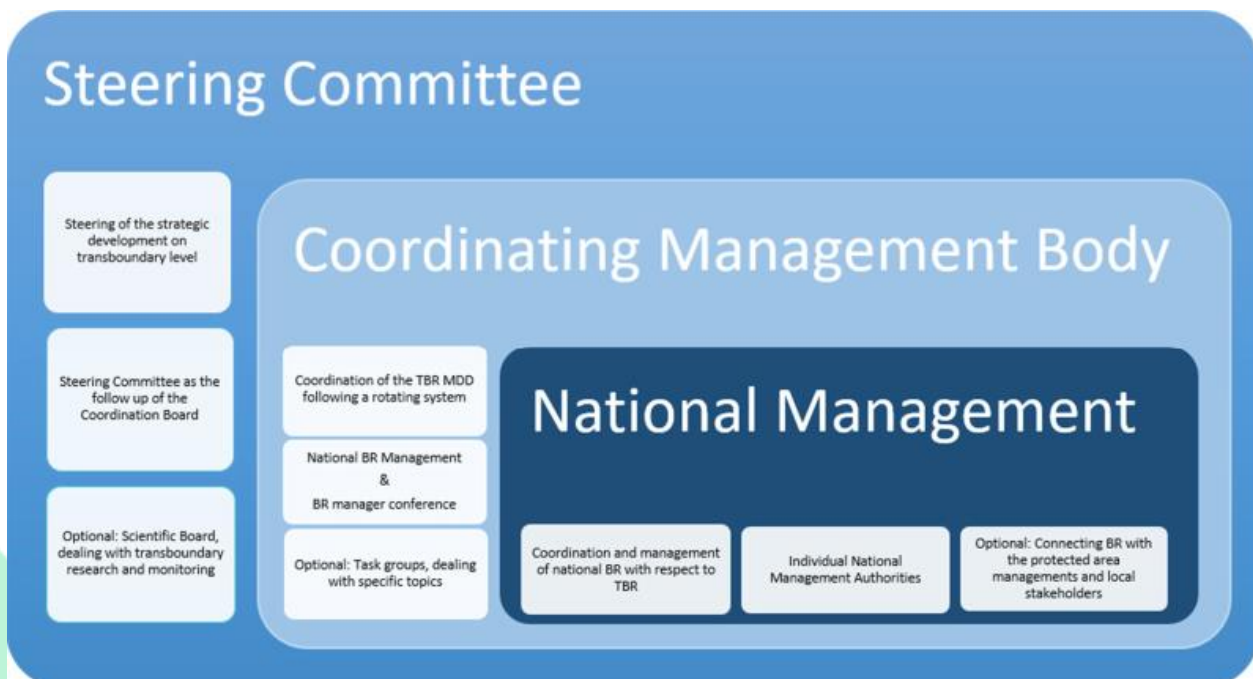 Steering Committee
Steering of the strategic
development on
transboundary level
Steering Committee as the
follow up of the
Coordination Board
Optional: Scientific Board,
dealing with transboundary
research and monitoring
Coordinating Management Body
Coordination of the TBR MDD
following a rotating system
National BR Management
&
BR manager conference
Optional: Task groups, dealing
with specific topics
National Management
Coordination and management
of national BR with respect to
TBR
Individual National
Management Authorities
Optional: Connecting BR with
the protected area
managements and local
stakeholders